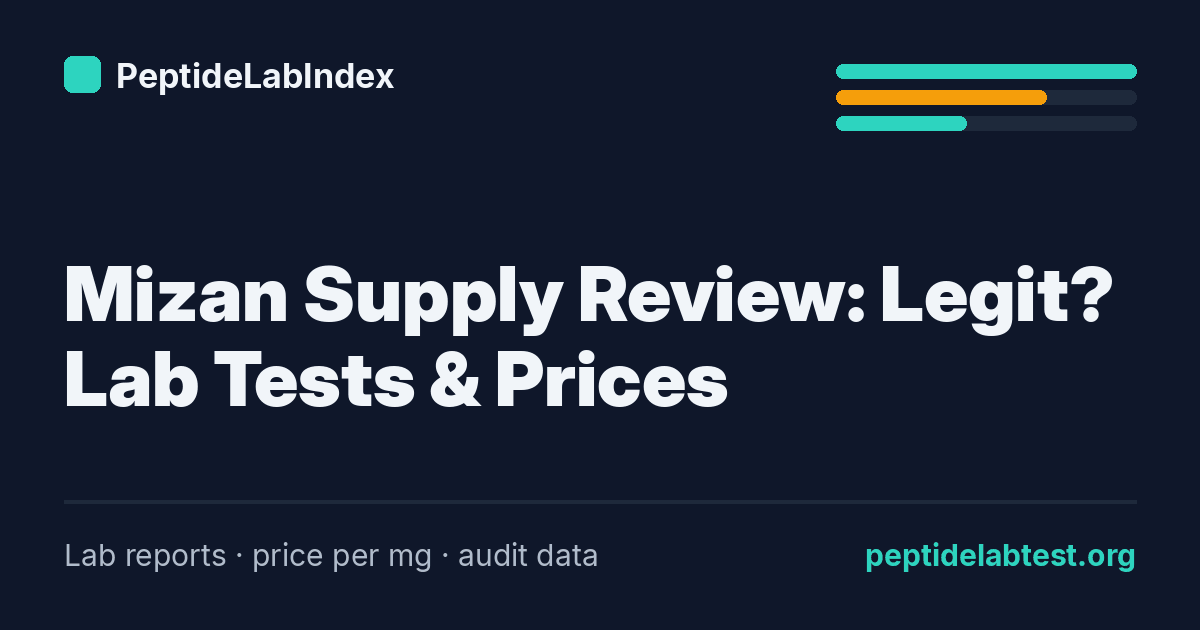 PeptideLabIndex
Mizan Supply Review: Legit?
Lab Tests & Prices
Lab reports · price per mg · audit data
peptidelabtest.org